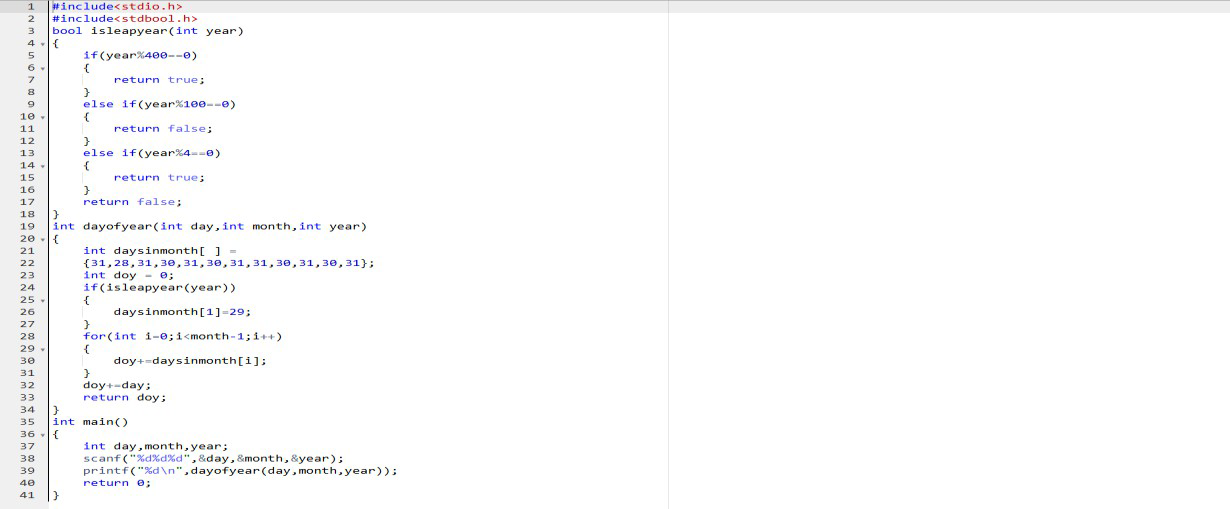 1 #include<stdio.h>
2 #include<stdbool.h>
3 bool isleapyear(int year)
4 {
5 if(year%400==0)
6 {
7 return true;
8 }
9 else if(year%100==0)
10 {
11 return false;
12 }
13 else if(year%4==0)
14 {
15 return true;
16 }
17 return false;
18 }
19 int dayofyear(int day,int month,int year)
20 {
21 int daysinmonth[ ] =
22 {31,28,31,30,31,30,31,31,30,31,30,31};
23 int doy = 0;
24 if(isleapyear(year))
25 {
26 daysinmonth[1]=29;
27 }
28 for(int i=0;i<month-1;i++)
29 {
30 doy+=daysinmonth[i];
31 }
32 doy+=day;
33 return doy;
34 }
35 int main()
36 {
37 int day,month,year;
38 scanf("%d%d%d",&day,&month,&year);
39 printf("%d\n",dayofyear(day,month,year));
40 return 0;
41 }